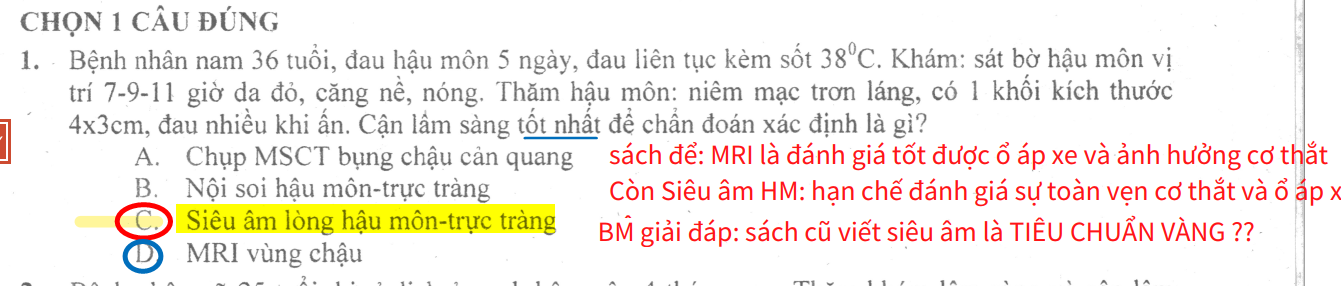 CHỌN 1 CÂU ĐÚNG
1. Bệnh nhân nam 36 tuổi, đau hậu môn 5 ngày, đau liên tục kèm sốt 38⁰C. Khám: sát bờ hậu môn vị
trí 7-9-11 giờ da đỏ, căng nề, nóng. Thăm hậu môn: niêm mạc trơn láng, có 1 khối kích thước
4x3cm, đau nhiều khi ấn. Cận lâm sàng tốt nhất để chẩn đoán xác định là gì?
A. Chụp MSCT bụng chậu cản quang sách để: MRI là đánh giá tốt được ổ áp xe và ảnh hưởng cơ thắt
B. Nội soi hậu môn-trực tràng Còn Siêu âm HM: hạn chế đánh giá sự toàn vẹn cơ thắt và ổ áp x
C. Siêu âm lòng hậu môn-trực tràng BM giải đáp: sách cũ viết siêu âm là TIÊU CHUẨN VÀNG ??
D. MRI vùng chậu